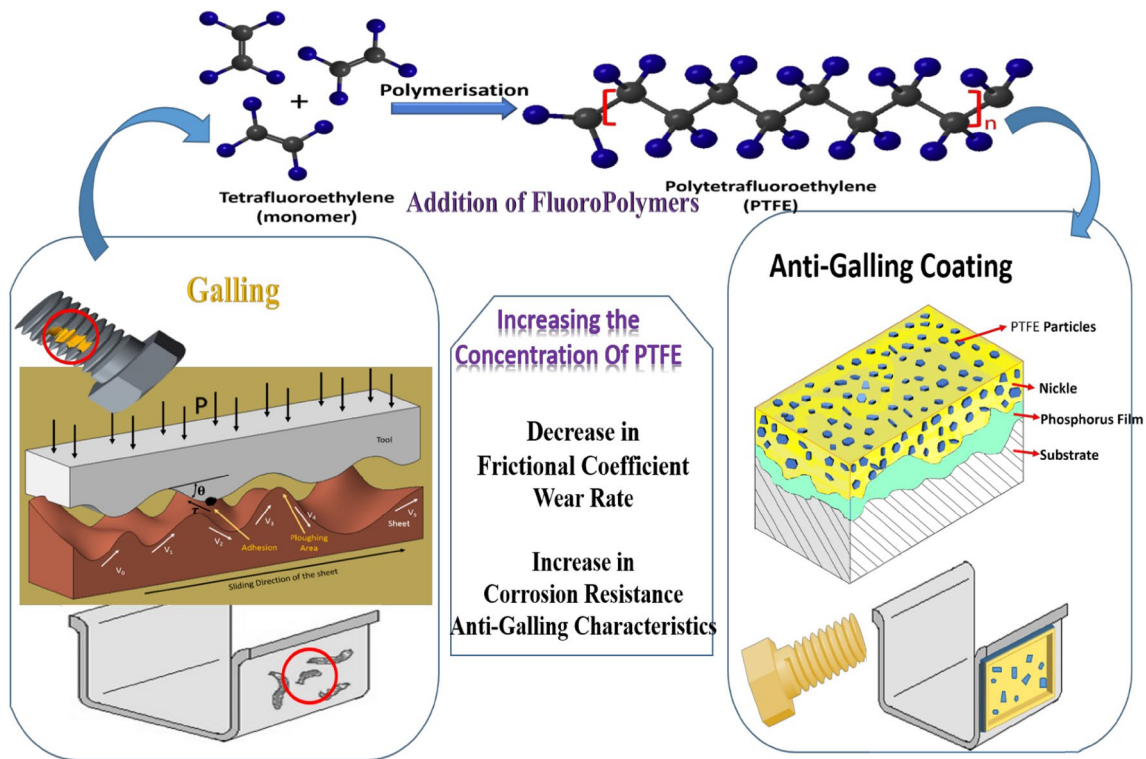 +
Polymerisation
n
Tetrafluoroethylene
(monomer)
Polytetrafluoroethylene
(PTFE)
Addition of FluoroPolymers
Galling
P
Tool
θ
τ
V₀
V₁
V₂
V₃
V₄
V₅
Sheet
Adhesion
Ploughing
Area
Sliding Direction of the sheet
Increasing the
Concentration Of PTFE
Decrease in
Frictional Coefficient
Wear Rate
Increase in
Corrosion Resistance
Anti-Galling Characteristics
Anti-Galling Coating
PTFE Particles
Nickle
Phosphorus Film
Substrate